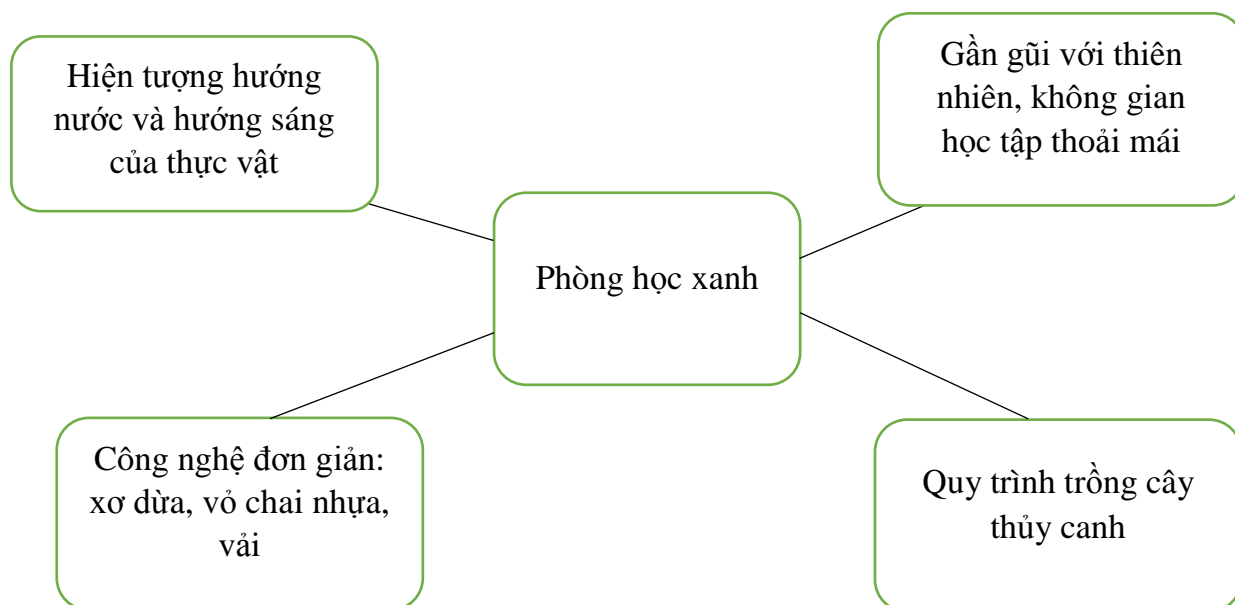 Hiện tượng hướng
nước và hướng sáng
của thực vật
Gần gũi với thiên
nhiên, không gian
học tập thoải mái
Phòng học xanh
Công nghệ đơn giản:
xơ dừa, vỏ chai nhựa,
vải
Quy trình trồng cây
thủy canh